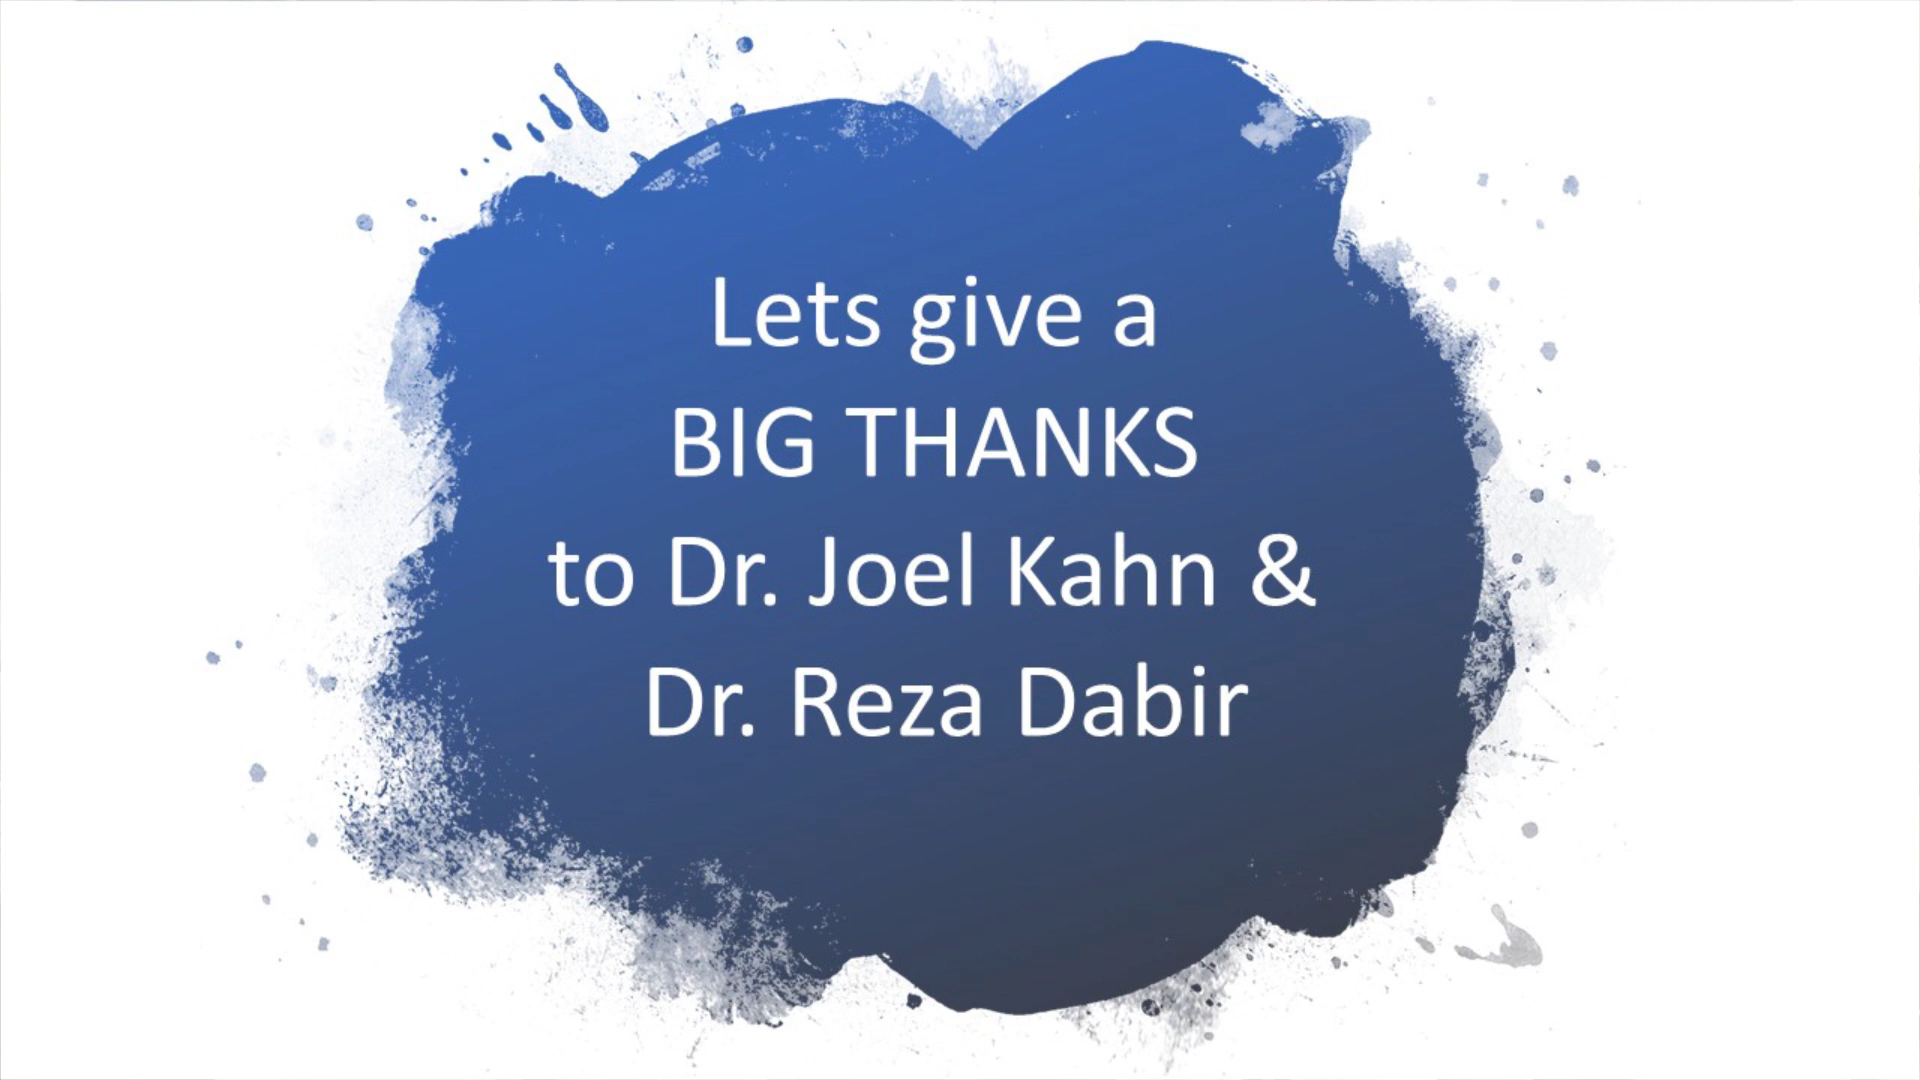 Lets give a
BIG THANKS
to Dr. Joel Kahn &
Dr. Reza Dabir